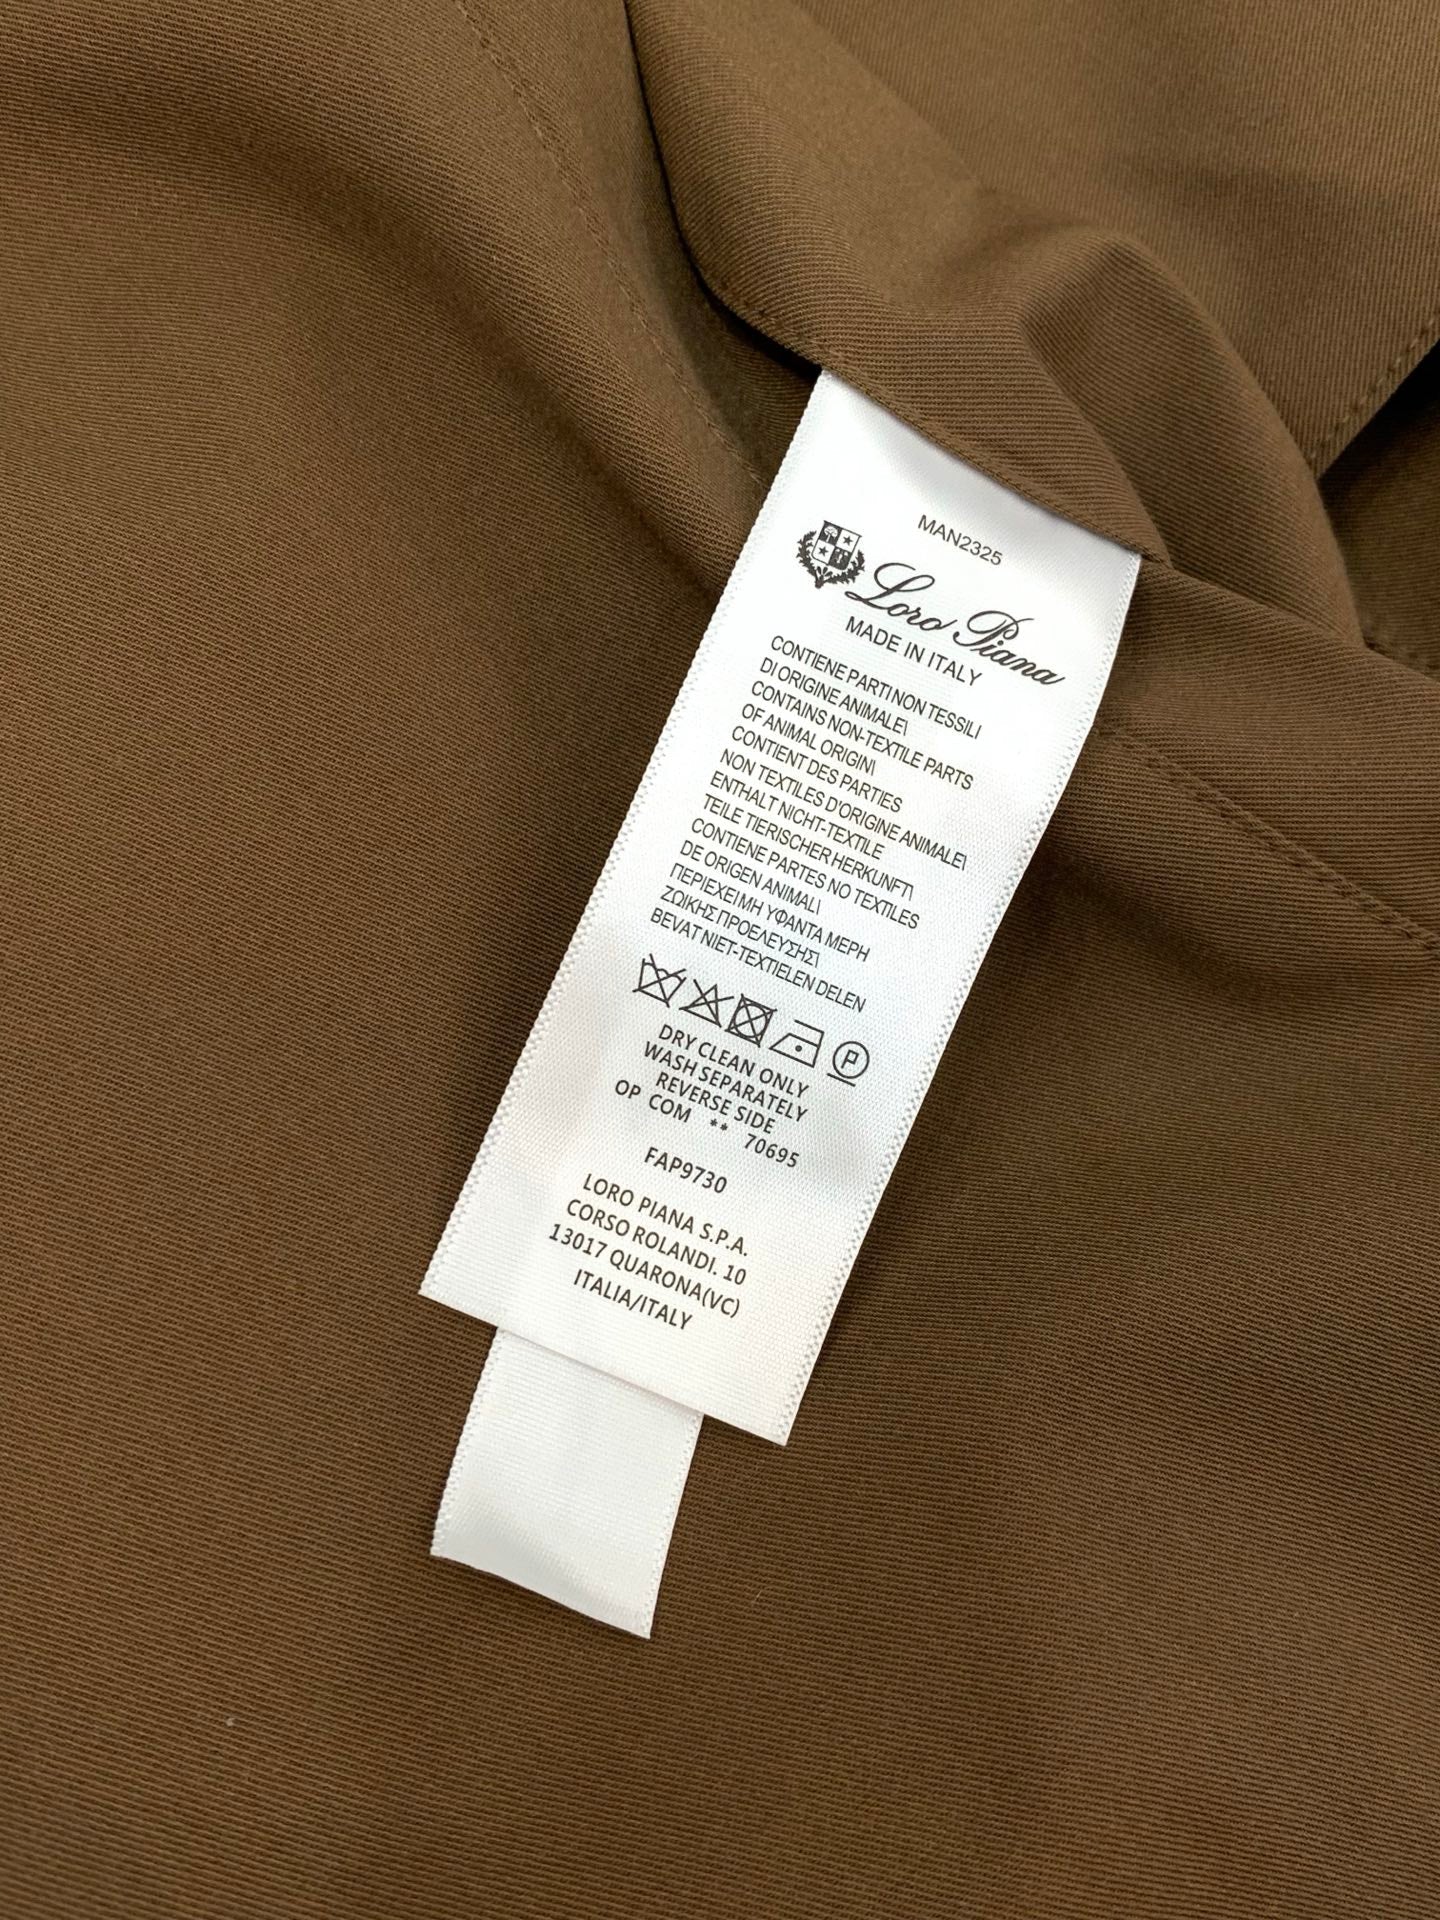 MAN2325
Loro Piana
MADE IN ITALY
CONTIENE PARTI NON TESSILI
DI ORIGINE ANIMALE\
CONTAINS NON-TEXTILE PARTS
OF ANIMAL ORIGIN\
CONTIENT DES PARTIES
NON TEXTILES D'ORIGINE ANIMALE\
ENTHALT NICHT-TEXTILE
TEILE TIERISCHER HERKUNFT\
CONTIENE PARTES NO TEXTILES
DE ORIGEN ANIMAL\
ΠΕΡΙΕΧΕΙ ΜΗ ΥΦΑΝΤΑ ΜΕΡΗ
ΖΩΙΚΗΣ ΠΡΟΕΛΕΥΣΗΣ\
BEVAT NIET-TEXTIELEN DELEN
P
DRY CLEAN ONLY
WASH SEPARATELY
REVERSE SIDE
OP COM ** 70695
FAP9730
LORO PIANA S.P.A.
CORSO ROLANDI. 10
13017 QUARONA(VC)
ITALIA/ITALY